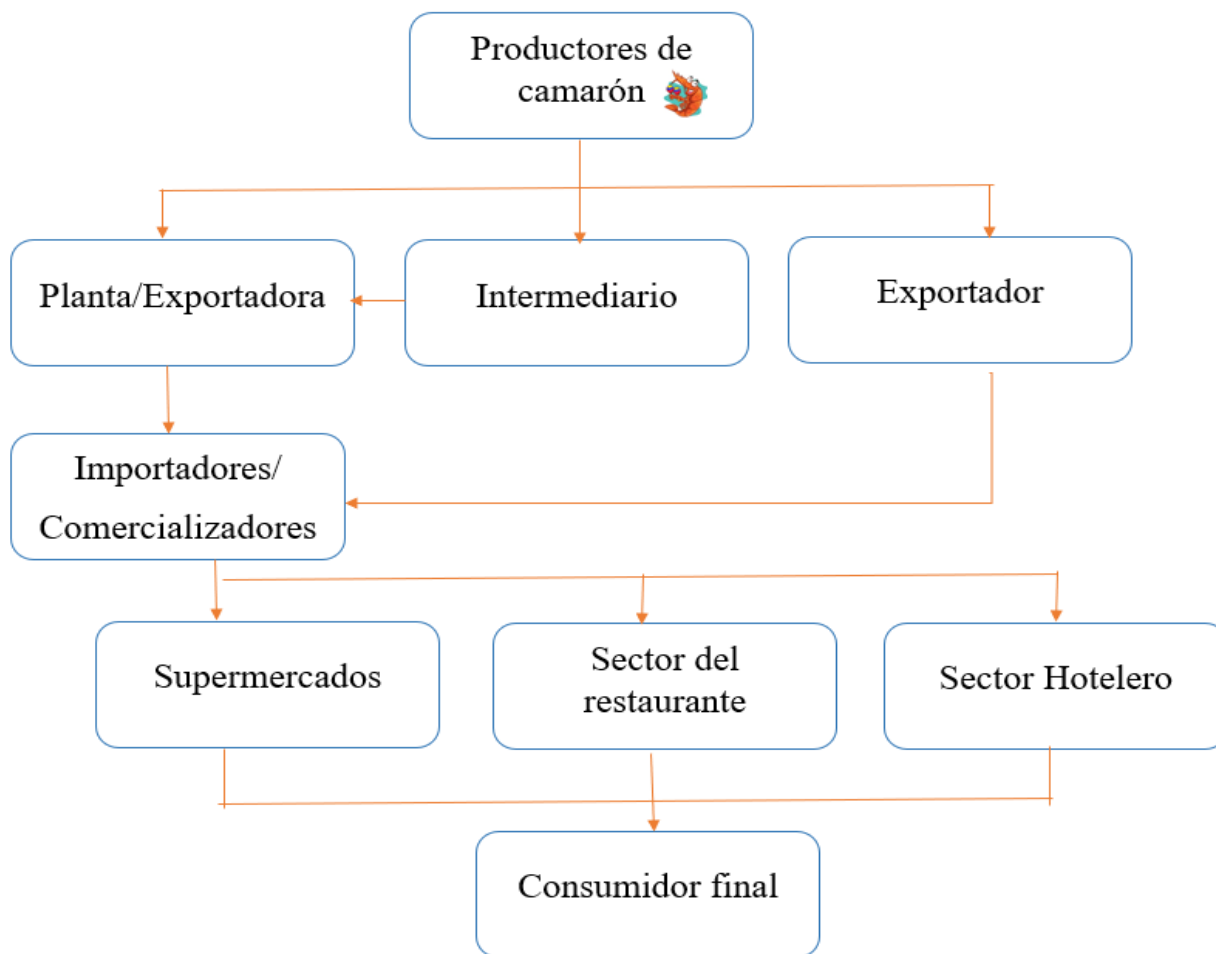 Productores de
camarón
Planta/Exportadora
Intermediario
Exportador
Importadores/
Comercializadores
Supermercados
Sector del
restaurante
Sector Hotelero
Consumidor final